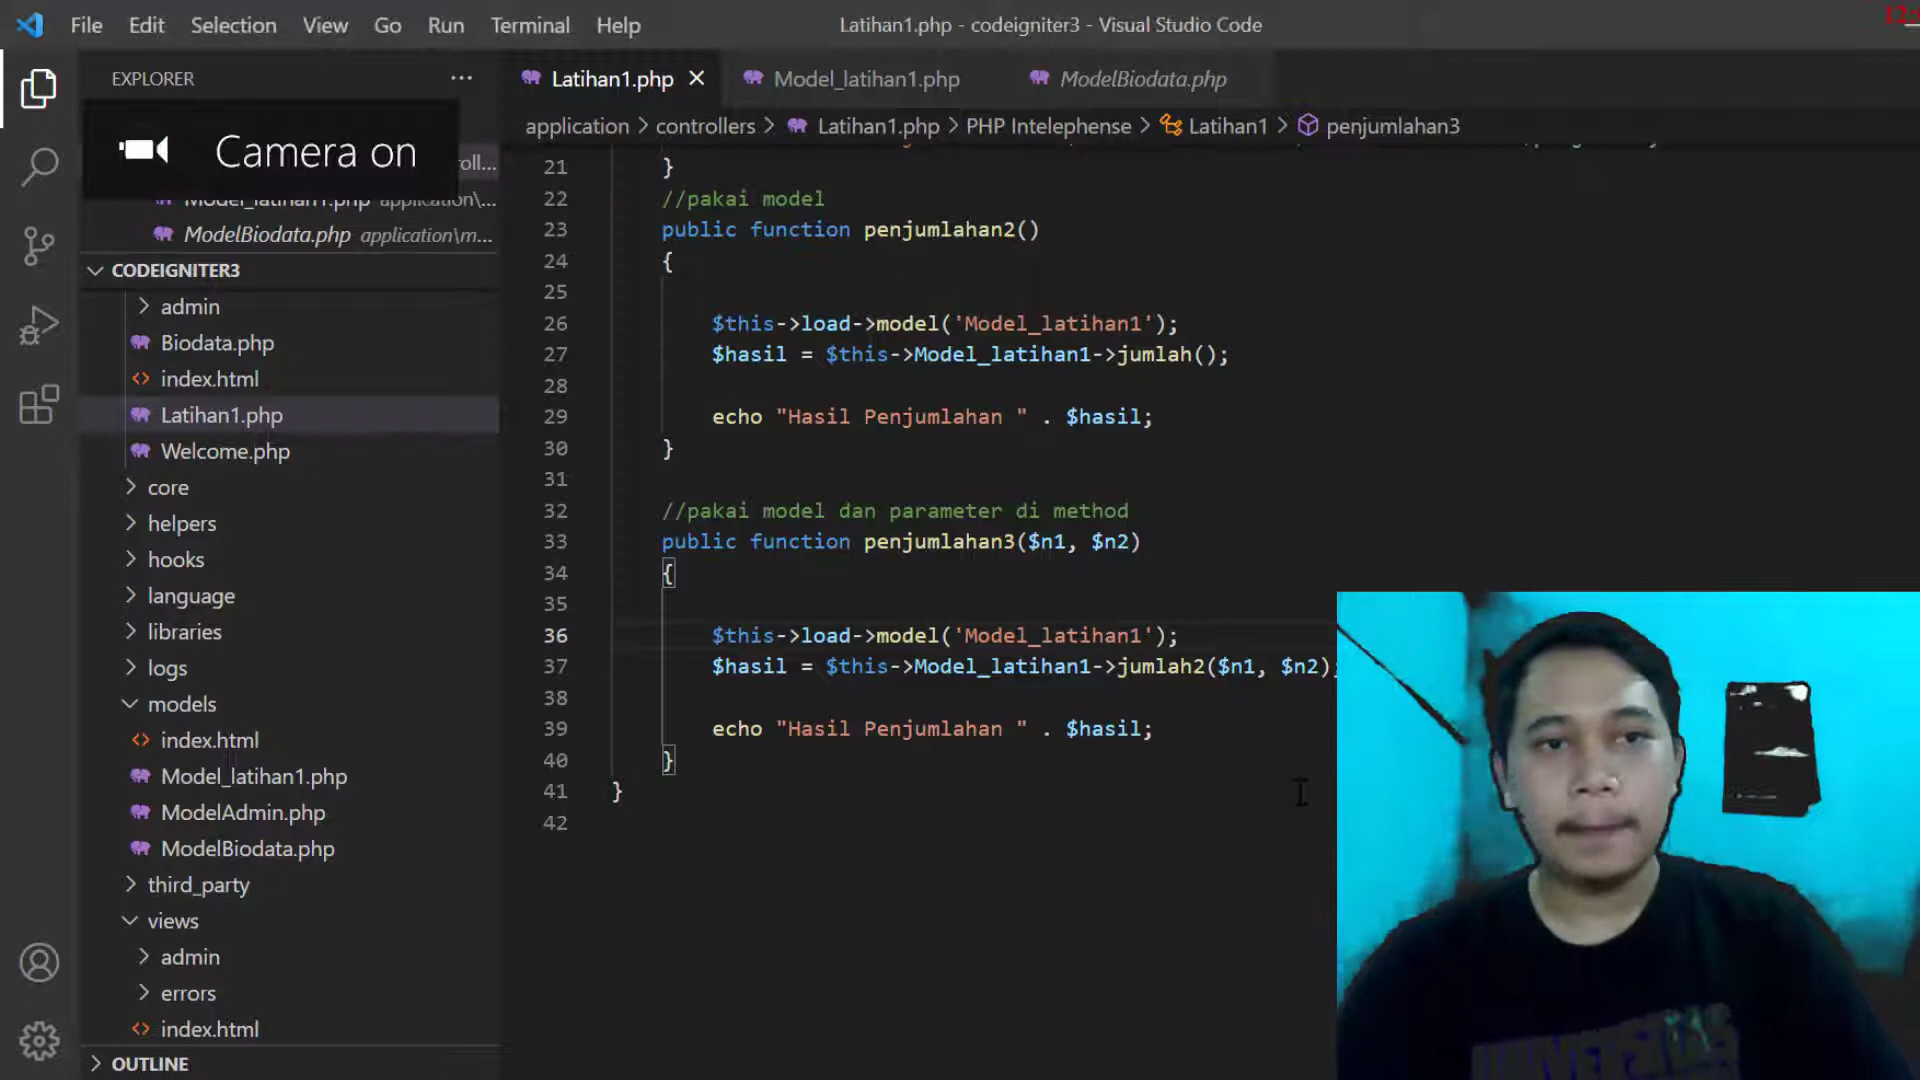 File Edit Selection View Go Run Terminal Help
Latihan1.php - codeigniter3 - Visual Studio Code
12:
EXPLORER ...
Latihan1.php Model_latihan1.php ModelBiodata.php
application > controllers > Latihan1.php > PHP Intelephense > Latihan1 > penjumlahan3
Camera on
roll...
Model_latihan1.php application\...
ModelBiodata.php application\m...
CODEIGNITER3
admin
Biodata.php
index.html
Latihan1.php
Welcome.php
core
helpers
hooks
language
libraries
logs
models
index.html
Model_latihan1.php
ModelAdmin.php
ModelBiodata.php
third_party
views
admin
errors
index.html
OUTLINE
21 }
22 //pakai model
23 public function penjumlahan2()
24 {
25
26 $this->load->model('Model_latihan1');
27 $hasil = $this->Model_latihan1->jumlah();
28
29 echo "Hasil Penjumlahan " . $hasil;
30 }
31
32 //pakai model dan parameter di method
33 public function penjumlahan3($n1, $n2)
34 {
35
36 $this->load->model('Model_latihan1');
37 $hasil = $this->Model_latihan1->jumlah2($n1, $n2);
38
39 echo "Hasil Penjumlahan " . $hasil;
40 }
41 }
42